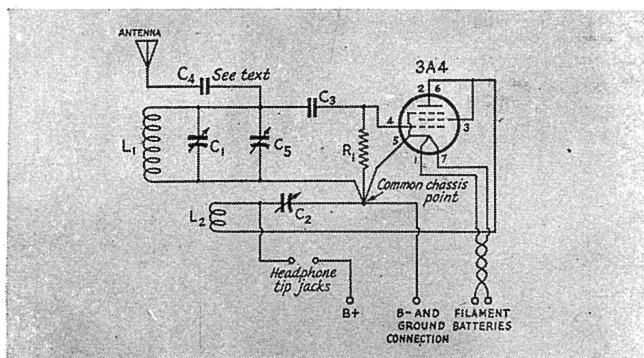 ANTENNA
C4 See text
3A4
2 6
C3
4
3
L1
C1
C5
R1
5
1
7
Common chassis
point
C2
L2
Headphone
tip jacks
B+
B- AND
GROUND
CONNECTION
FILAMENT
BATTERIES